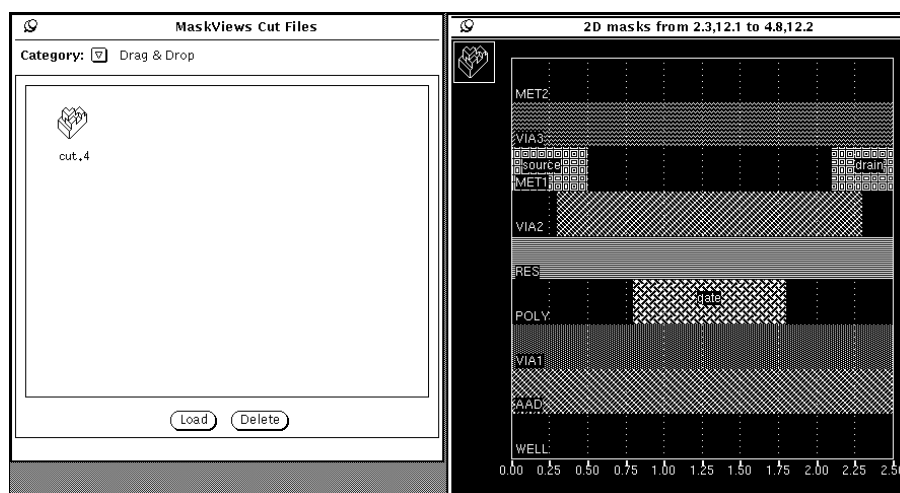 MaskViews Cut Files
Category: Drag & Drop
cut.4
Load Delete
2D masks from 2.3,12.1 to 4.8,12.2
MET2
VIA3
source drain
MET1
VIA2
RES
gate
POLY
VIA1
AAD
WELL
0.00 0.25 0.50 0.75 1.00 1.25 1.50 1.75 2.00 2.25 2.50